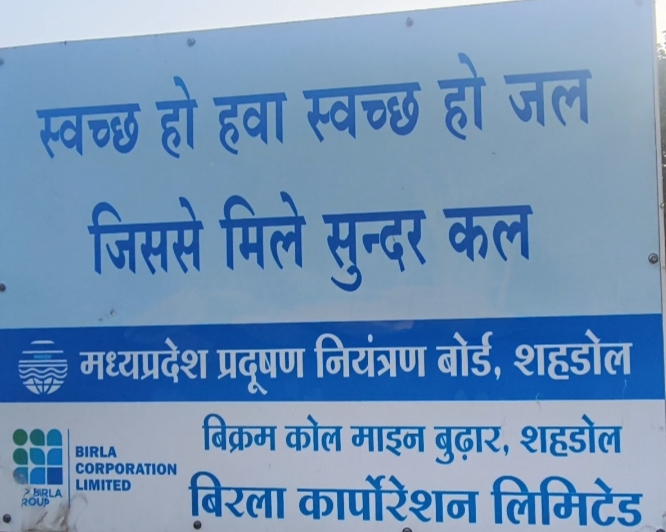 स्वच्छ हो हवा स्वच्छ हो जल
जिससे मिले सुन्दर कल
मध्यप्रदेश प्रदूषण नियंत्रण बोर्ड, शहडोल
बिक्रम कोल माइन बुढ़ार, शहडोल
बिरला कार्पोरेशन लिमिटेड
BIRLA
CORPORATION
LIMITED
BIRLA